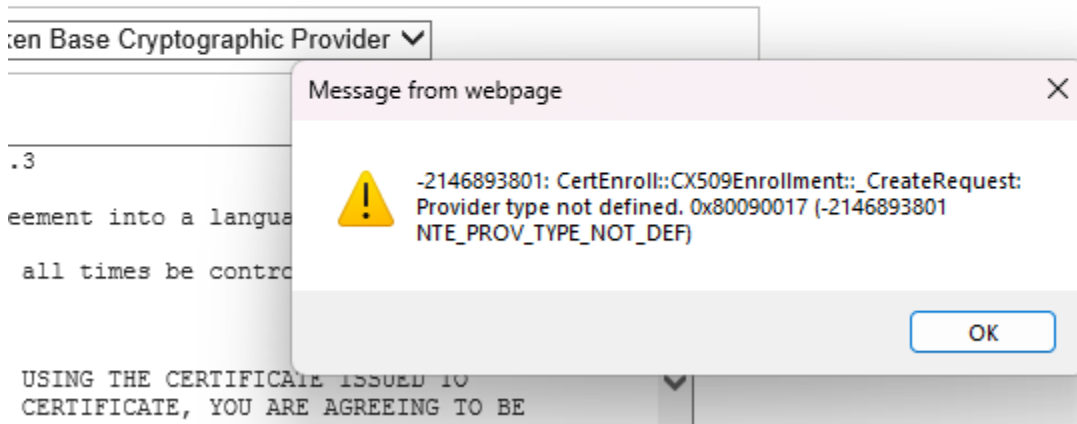 ken Base Cryptographic Provider
Message from webpage
.3
-2146893801: CertEnroll::CX509Enrollment::_CreateRequest:
Provider type not defined. 0x80090017 (-2146893801
NTE_PROV_TYPE_NOT_DEF)
eement into a langua
all times be contro
OK
USING THE CERTIFICATE ISSUED TO
CERTIFICATE, YOU ARE AGREEING TO BE